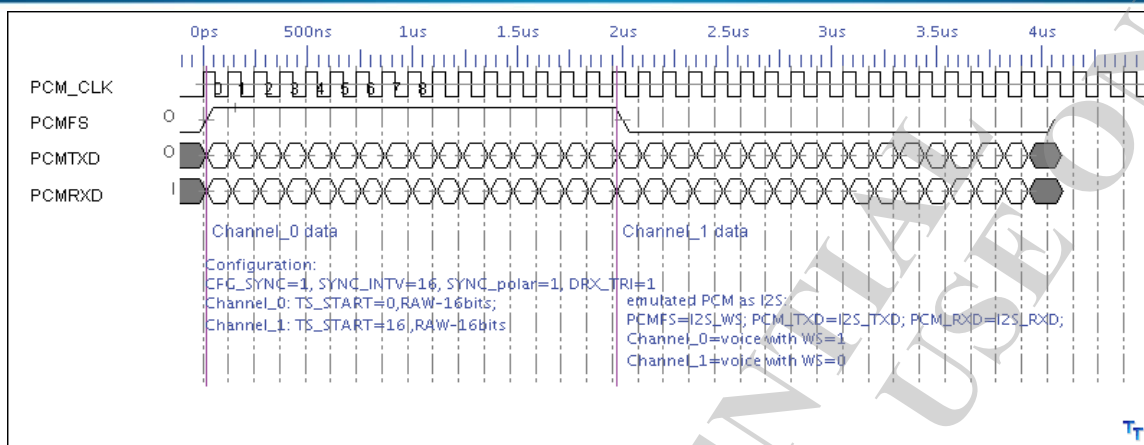 0ps 500ns 1us 1.5us 2us 2.5us 3us 3.5us 4us
PCM_CLK 0 1 2 3 4 5 6 7 8
PCMFS O
PCMTXD O
PCMRXD I
Channel_0 data Channel_1 data
Configuration:
CFG_SYNC=1, SYNC_INTV=16, SYNC_polar=1, DRX_TRI=1
Channel_0: TS_START=0,RAW-16bits;
Channel_1: TS_START=16,RAW-16bits
emulated PCM as I2S:
PCMFS=I2S_WS; PCM_TXD=I2S_TXD; PCM_RXD=I2S_RXD;
Channel_0=voice with WS=1
Channel_1=voice with WS=0
NTIAL
USE ON